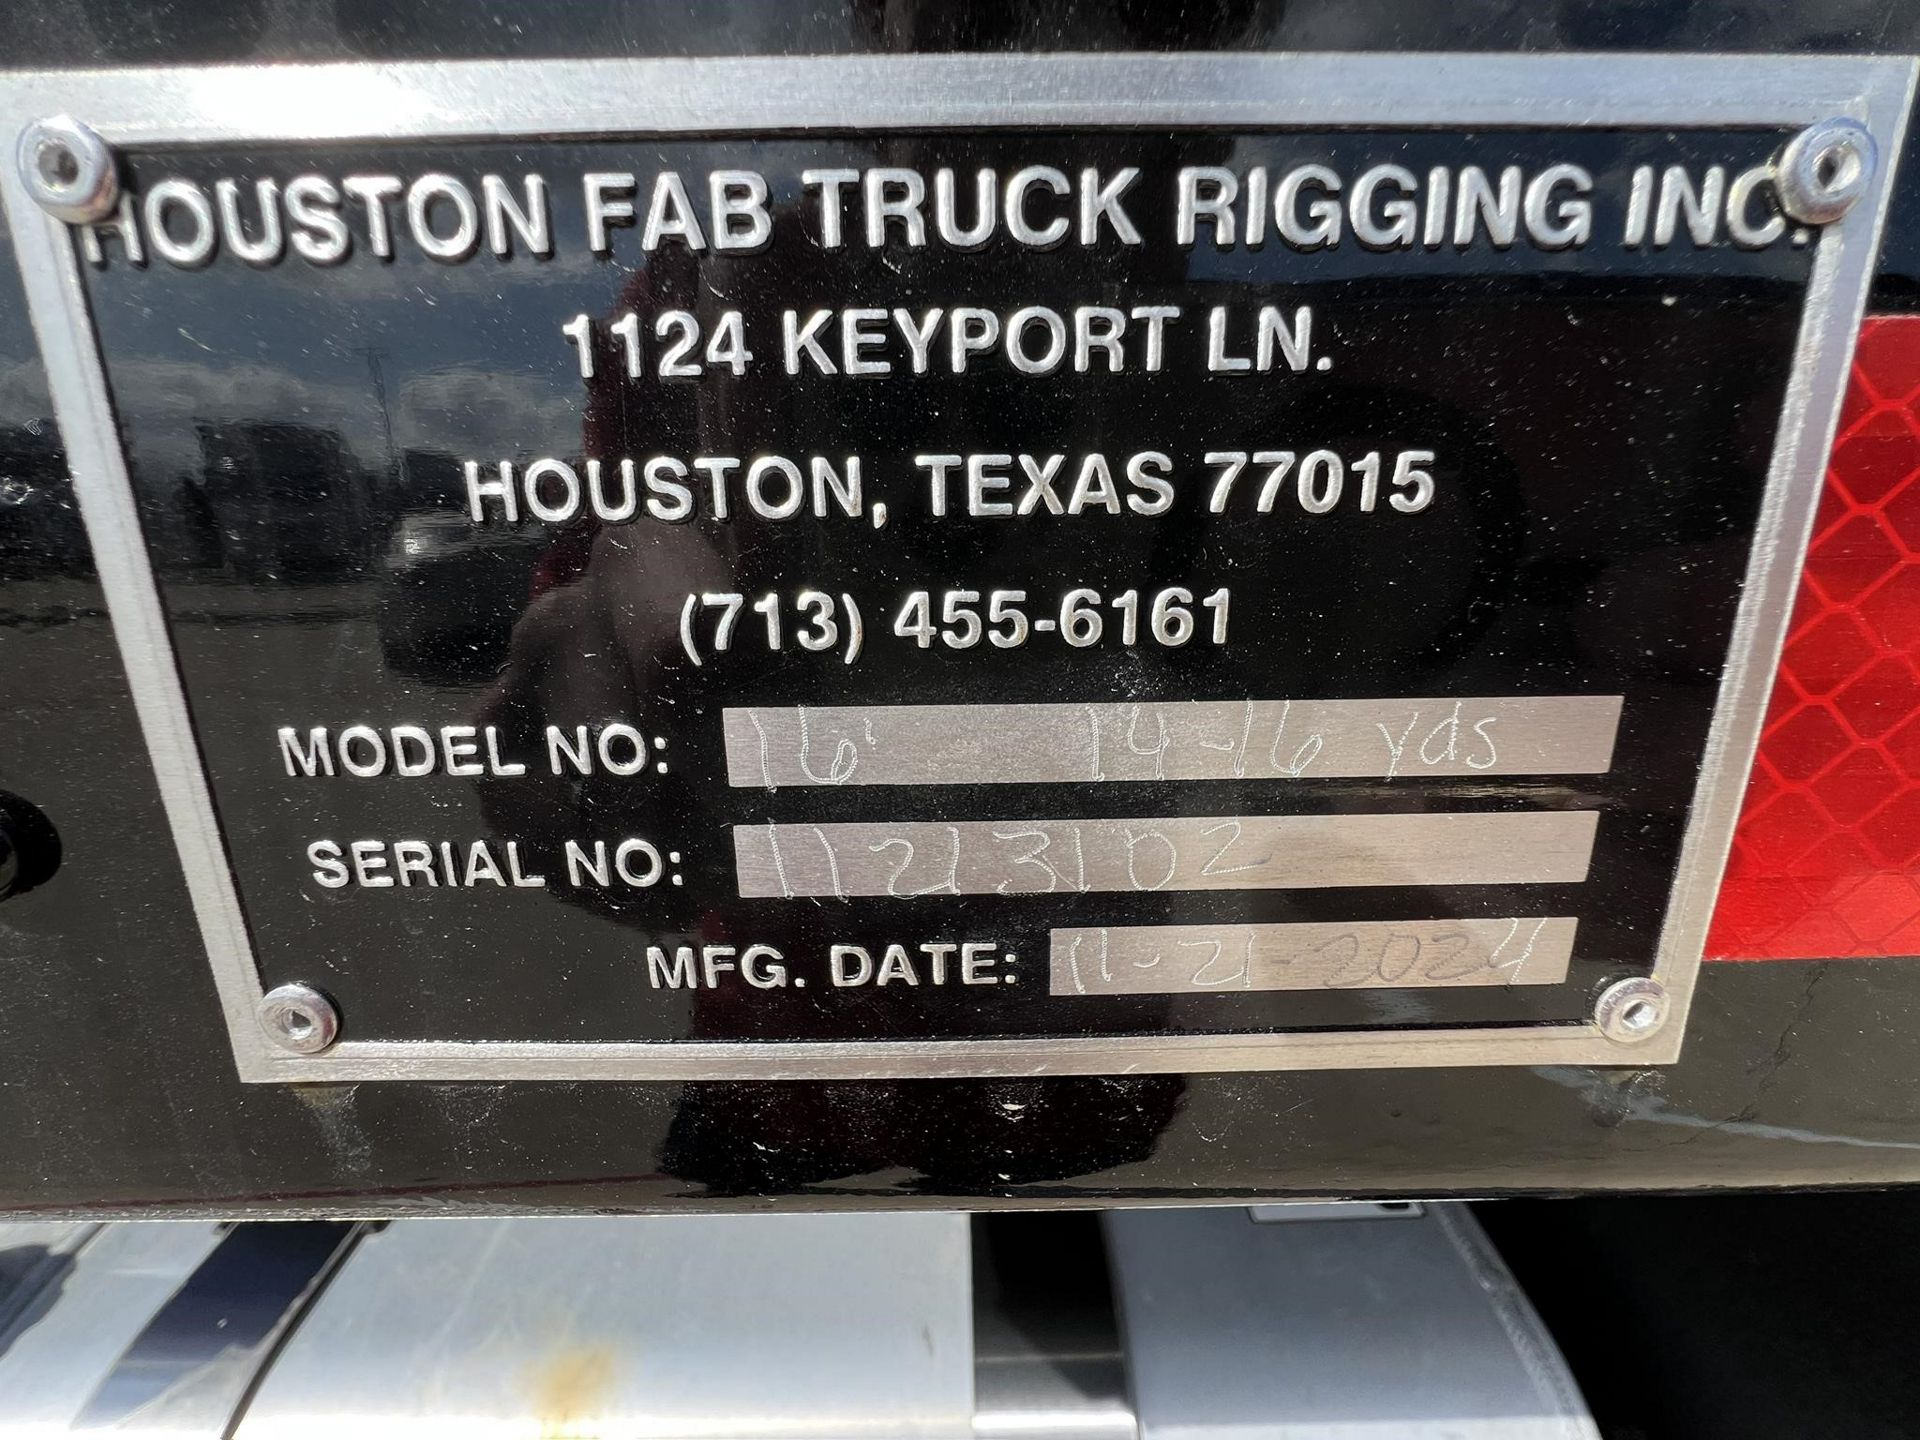 HOUSTON FAB TRUCK RIGGING INC.
1124 KEYPORT LN.
HOUSTON, TEXAS 77015
(713) 455-6161
MODEL NO: 16' 14-16 yds
SERIAL NO: 11213102
MFG. DATE: 11-21-2024